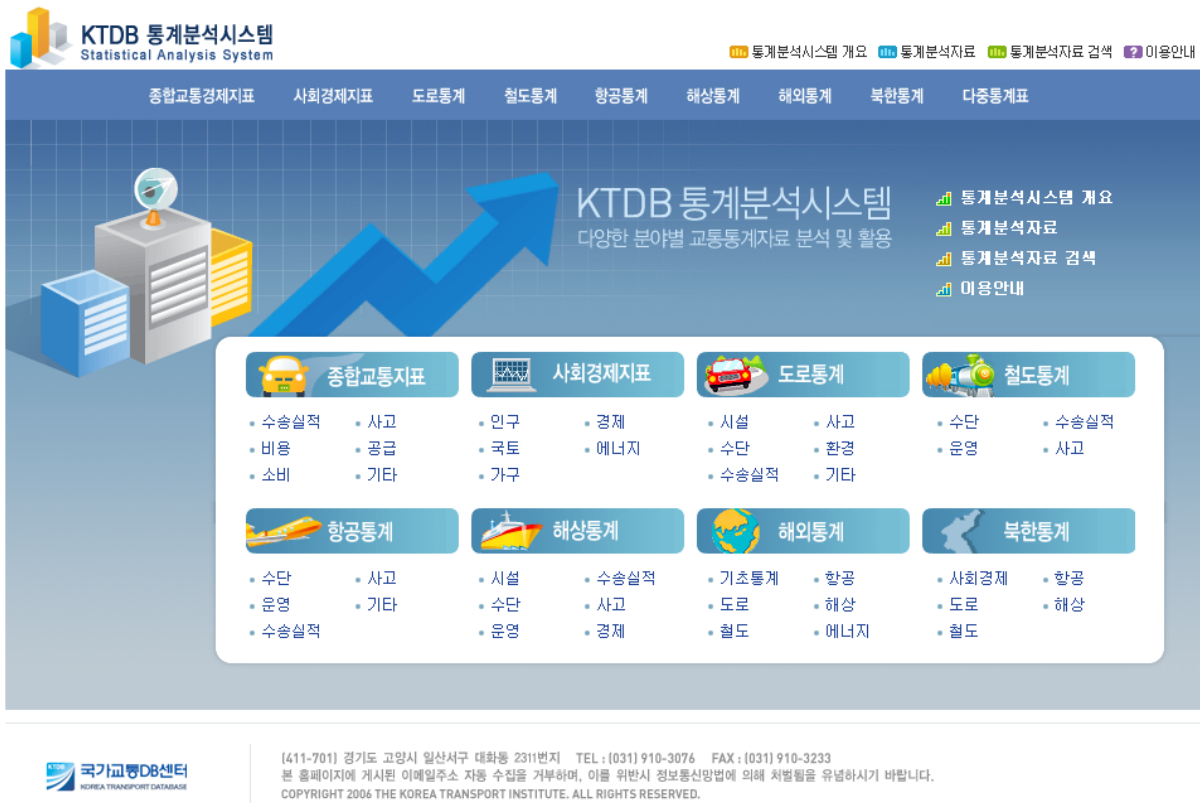 KTDB 통계분석시스템
Statistical Analysis System
통계분석시스템 개요 통계분석자료 통계분석자료 검색 ? 이용안내
종합교통경제지표 사회경제지표 도로통계 철도통계 항공통계 해상통계 해외통계 북한통계 다중통계표
KTDB 통계분석시스템
다양한 분야별 교통통계자료 분석 및 활용
통계분석시스템 개요
통계분석자료
통계분석자료 검색
이용안내
종합교통지표
수송실적 사고
비용 공급
소비 기타
사회경제지표
인구 경제
국토 에너지
가구
도로통계
시설 사고
수단 환경
수송실적 기타
철도통계
수단 수송실적
운영 사고
항공통계
수단 사고
운영 기타
수송실적
해상통계
시설 수송실적
수단 사고
운영 경제
해외통계
기초통계 항공
도로 해상
철도 에너지
북한통계
사회경제 항공
도로 해상
철도
KTDB 국가교통DB센터
KOREA TRANSPORT DATABASE
(411-701) 경기도 고양시 일산서구 대화동 2311번지 TEL : (031) 910-3076 FAX : (031) 910-3233
본 홈페이지에 게시된 이메일주소 자동 수집을 거부하며, 이를 위반시 정보통신망법에 의해 처벌됨을 유념하시기 바랍니다.
COPYRIGHT 2006 THE KOREA TRANSPORT INSTITUTE. ALL RIGHTS RESERVED.